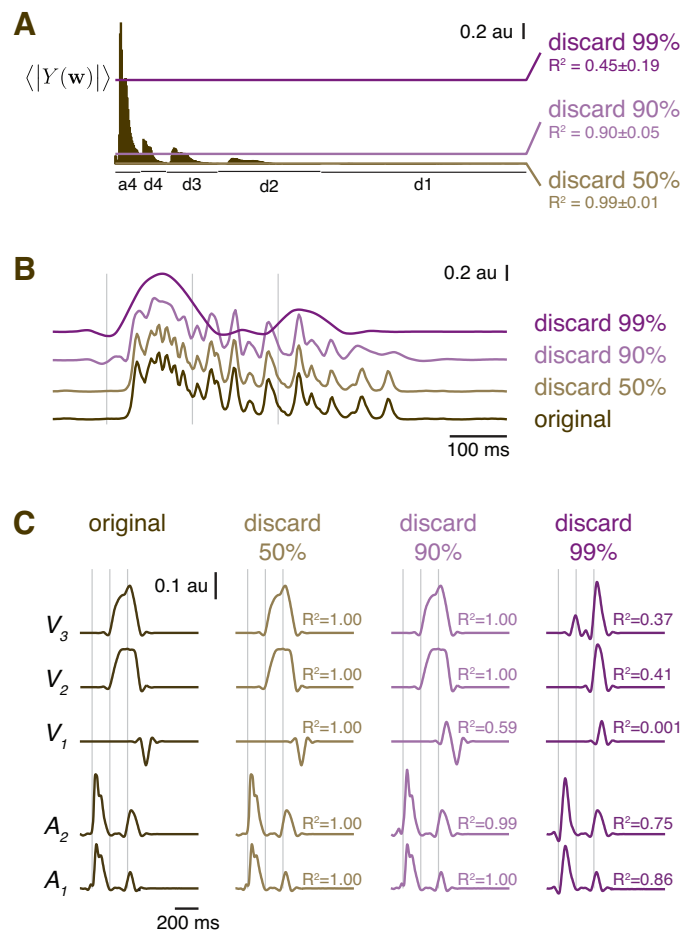 A
0.2 au
⟨|Y(w)|⟩
discard 99%
R² = 0.45±0.19
discard 90%
R² = 0.90±0.05
discard 50%
R² = 0.99±0.01
a4 d4 d3 d2 d1
B
0.2 au
discard 99%
discard 90%
discard 50%
original
100 ms
C
original discard 50% discard 90% discard 99%
0.1 au
V₃ R²=1.00 R²=1.00 R²=0.37
V₂ R²=1.00 R²=1.00 R²=0.41
V₁ R²=1.00 R²=0.59 R²=0.001
A₂ R²=1.00 R²=0.99 R²=0.75
A₁ R²=1.00 R²=1.00 R²=0.86
200 ms